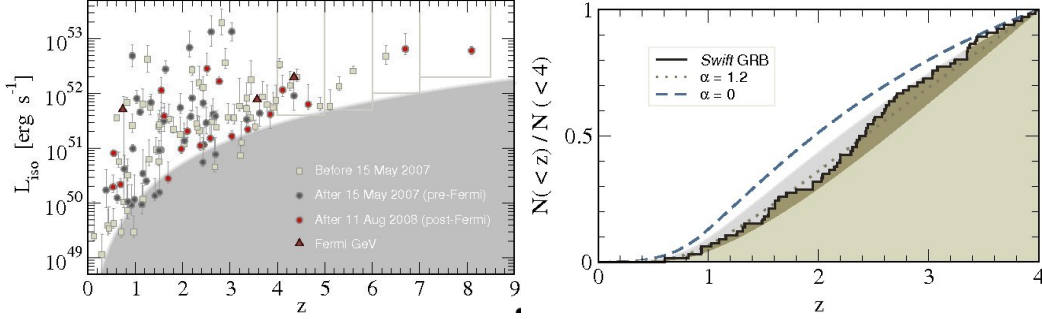 10^53
10^52
10^51
10^50
10^49
L_iso [erg s^-1]
Before 15 May 2007
After 15 May 2007 (pre-Fermi)
After 11 Aug 2008 (post-Fermi)
Fermi GeV
0 1 2 3 4 5 6 7 8 9
z
1
0.5
0
N(<z) / N(<4)
Swift GRB
α = 1.2
α = 0
0 1 2 3 4
z